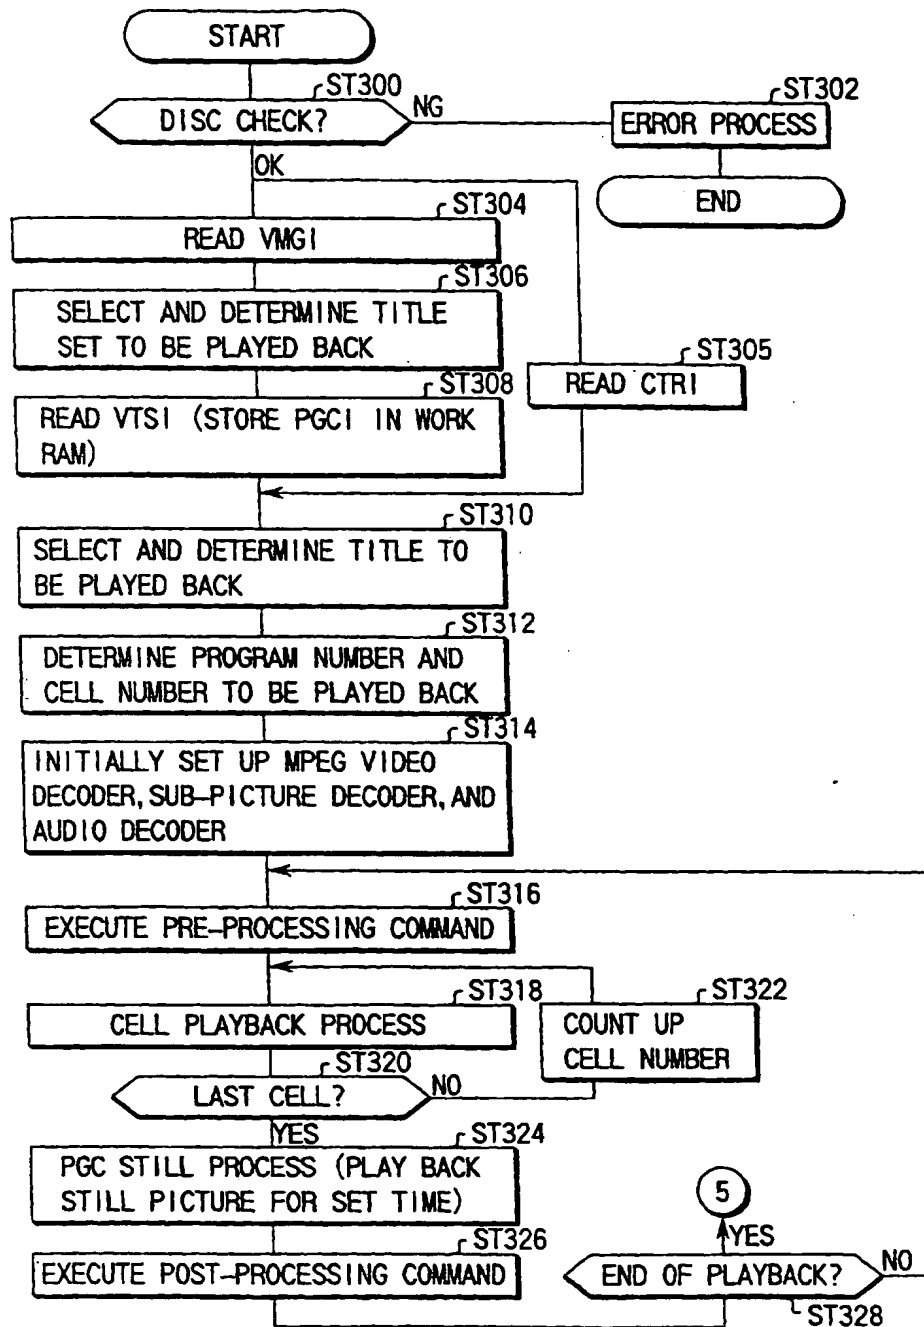 START
ST300
DISC CHECK?
NG
ST302
ERROR PROCESS
END
OK
ST304
READ VMGI
ST306
SELECT AND DETERMINE TITLE
SET TO BE PLAYED BACK
ST305
READ CTRI
ST308
READ VTSI (STORE PGCI IN WORK
RAM)
ST310
SELECT AND DETERMINE TITLE TO
BE PLAYED BACK
ST312
DETERMINE PROGRAM NUMBER AND
CELL NUMBER TO BE PLAYED BACK
ST314
INITIALLY SET UP MPEG VIDEO
DECODER, SUB-PICTURE DECODER, AND
AUDIO DECODER
ST316
EXECUTE PRE-PROCESSING COMMAND
ST318
CELL PLAYBACK PROCESS
ST322
COUNT UP
CELL NUMBER
ST320
LAST CELL?
NO
YES
ST324
PGC STILL PROCESS (PLAY BACK
STILL PICTURE FOR SET TIME)
ST326
EXECUTE POST-PROCESSING COMMAND
5
YES
END OF PLAYBACK?
NO
ST328